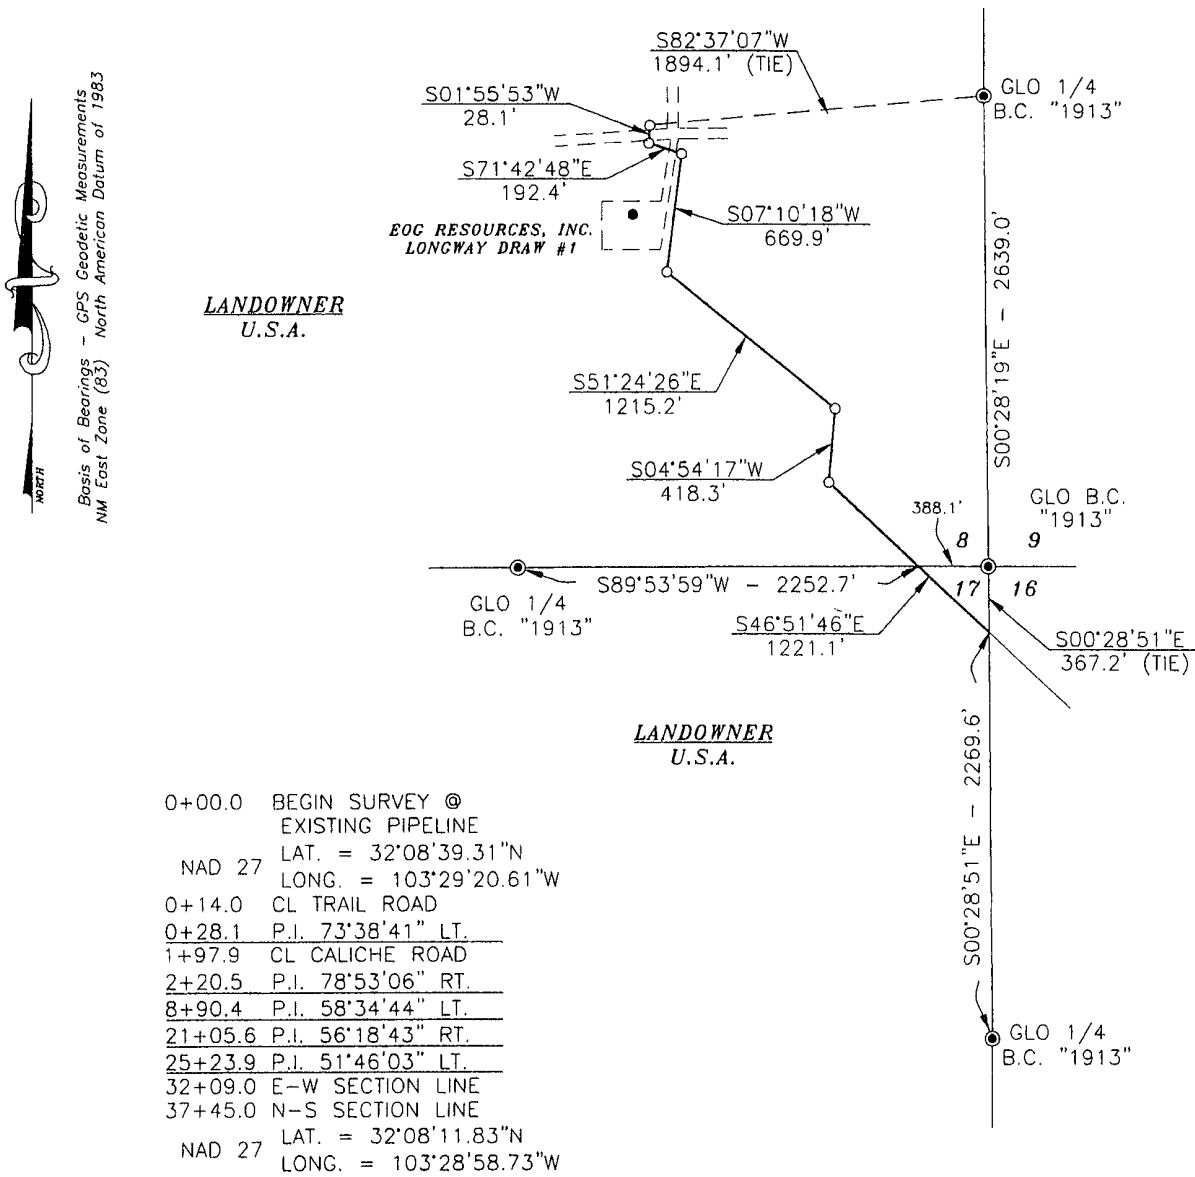 S82°37'07"W
1894.1' (TIE)
GLO 1/4
B.C. "1913"
S01°55'53"W
28.1'
S71°42'48"E
192.4'
S07°10'18"W
669.9'
EOG RESOURCES, INC.
LONGWAY DRAW #1
Basis of Bearings - GPS Geodetic Measurements
NM East Zone (83) North American Datum of 1983
NORTH
LANDOWNER
U.S.A.
S00°28'19"E - 2639.0'
S51°24'26"E
1215.2'
S04°54'17"W
418.3'
388.1'
GLO B.C.
"1913"
8
9
17
16
S89°53'59"W - 2252.7'
GLO 1/4
B.C. "1913"
S46°51'46"E
1221.1'
S00°28'51"E
367.2' (TIE)
LANDOWNER
U.S.A.
S00°28'51"E - 2269.6'
GLO 1/4
B.C. "1913"
0+00.0 BEGIN SURVEY @
EXISTING PIPELINE
NAD 27
LAT. = 32°08'39.31"N
LONG. = 103°29'20.61"W
0+14.0 CL TRAIL ROAD
0+28.1 P.I. 73°38'41" LT.
1+97.9 CL CALICHE ROAD
2+20.5 P.I. 78°53'06" RT.
8+90.4 P.I. 58°34'44" LT.
21+05.6 P.I. 56°18'43" RT.
25+23.9 P.I. 51°46'03" LT.
32+09.0 E-W SECTION LINE
37+45.0 N-S SECTION LINE
NAD 27
LAT. = 32°08'11.83"N
LONG. = 103°28'58.73"W